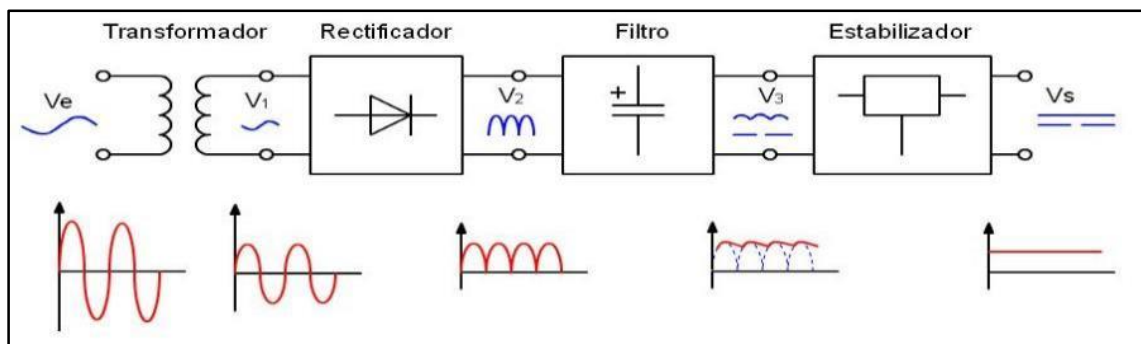 Transformador
Rectificador
Filtro
Estabilizador
Ve
V1
V2
+
V3
Vs